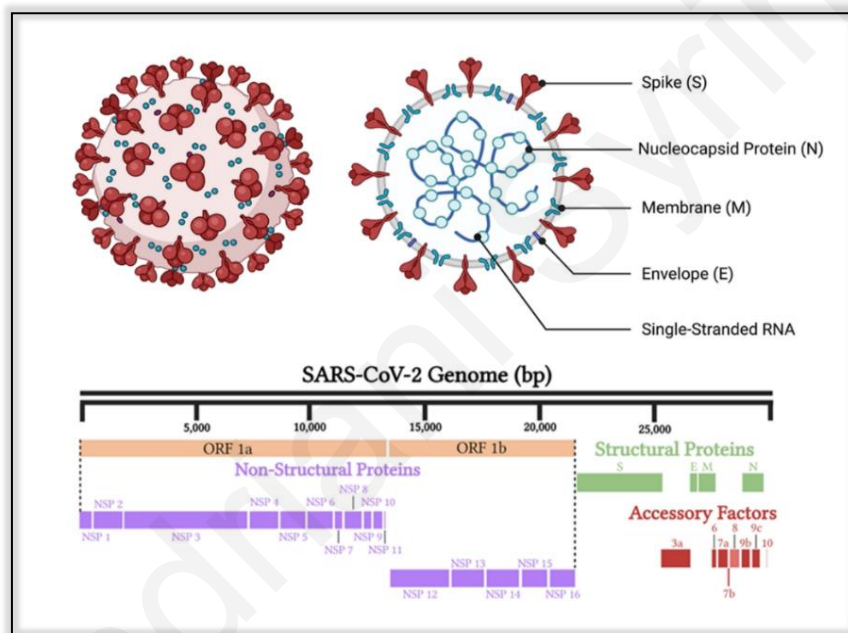 Spike (S)
Nucleocapsid Protein (N)
Membrane (M)
Envelope (E)
Single-Stranded RNA
SARS-CoV-2 Genome (bp)
5,000 10,000 15,000 20,000 25,000
ORF 1a ORF 1b Structural Proteins
Non-Structural Proteins S E M N
NSP 8
NSP 2 NSP 4 NSP 6 NSP 10
Accessory Factors
6 8 9c
3a 7a 9b 10
NSP 1 NSP 3 NSP 5 NSP 9
NSP 7 NSP 11
NSP 13 NSP 15
7b
NSP 12 NSP 14 NSP 16